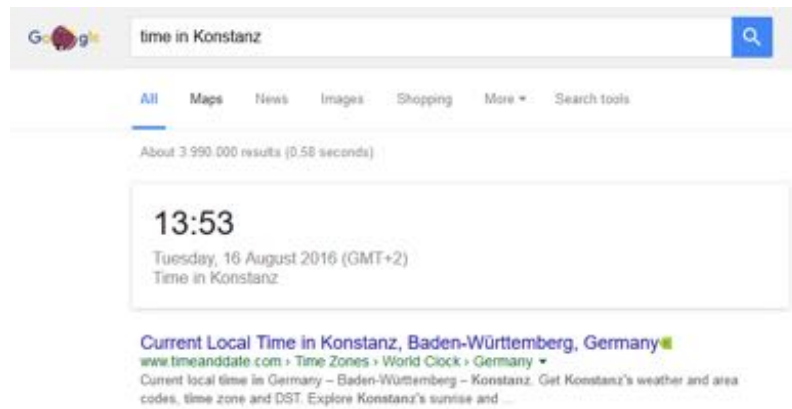 time in Konstanz
All Maps News Images Shopping More Search tools
About 3.990.000 results (0,58 seconds)
13:53
Tuesday, 16 August 2016 (GMT+2)
Time in Konstanz
Current Local Time in Konstanz, Baden-Württemberg, Germany
www.timeanddate.com › Time Zones › World Clock › Germany
Current local time in Germany – Baden-Württemberg – Konstanz. Get Konstanz's weather and area
codes, time zone and DST. Explore Konstanz's sunrise and ...